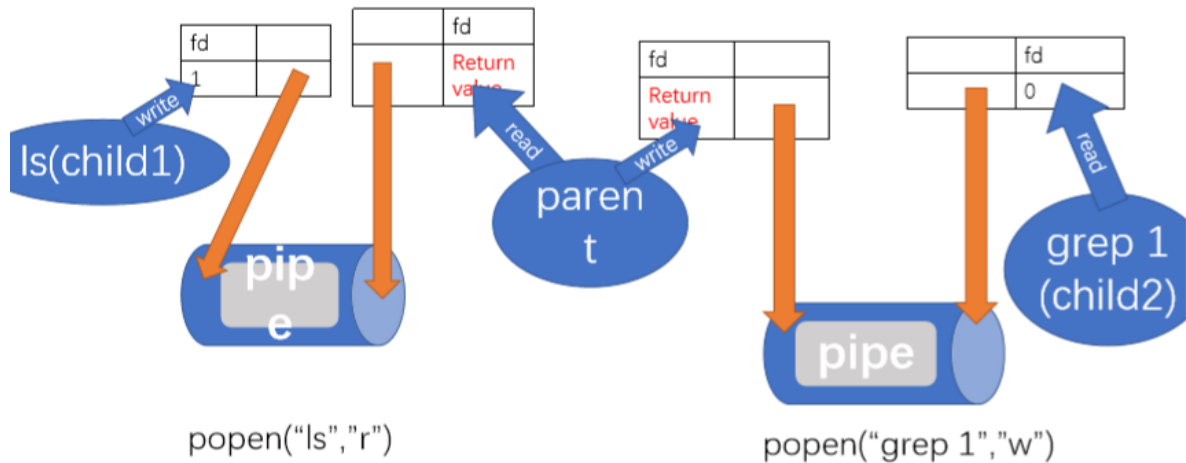 fd
fd
1
Return
value
write
read
ls(child1)
pip
e
popen(“ls”,”r”)
paren
t
fd
Return
value
write
fd
0
read
grep 1
(child2)
pipe
popen(“grep 1”,”w”)